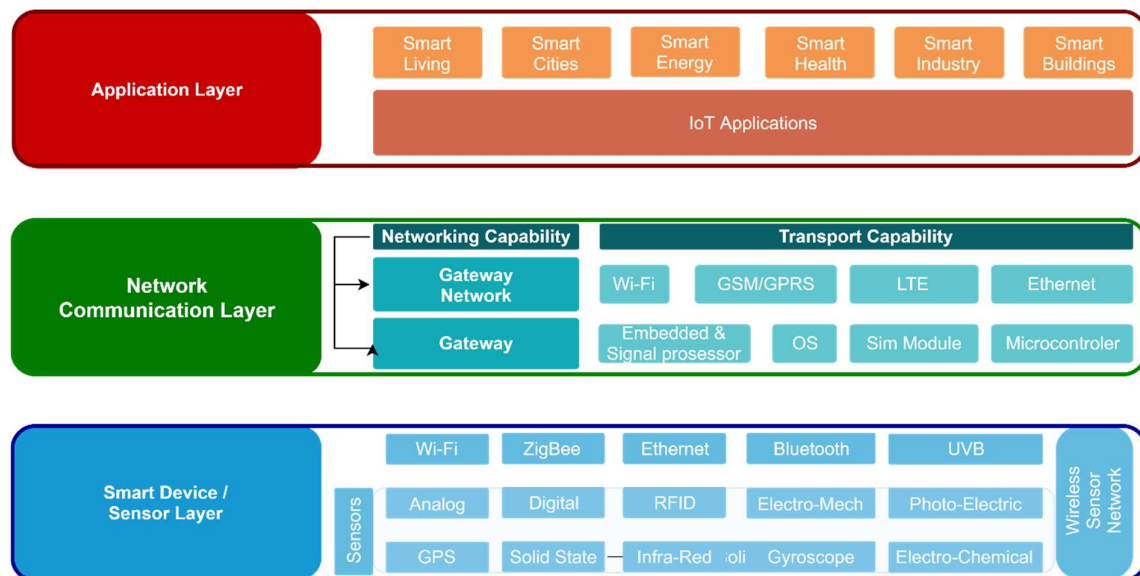 Application Layer
Smart
Living
Smart
Cities
Smart
Energy
Smart
Health
Smart
Industry
Smart
Buildings
IoT Applications
Network
Communication Layer
Networking Capability
Transport Capability
Gateway
Network
Wi-Fi
GSM/GPRS
LTE
Ethernet
Gateway
Embedded &
Signal prosessor
OS
Sim Module
Microcontroler
Smart Device /
Sensor Layer
Wi-Fi
ZigBee
Ethernet
Bluetooth
UVB
Sensors
Analog
Digital
RFID
Electro-Mech
Photo-Electric
GPS
Solid State
Infra-Red
oli
Gyroscope
Electro-Chemical
Wireless
Sensor
Network